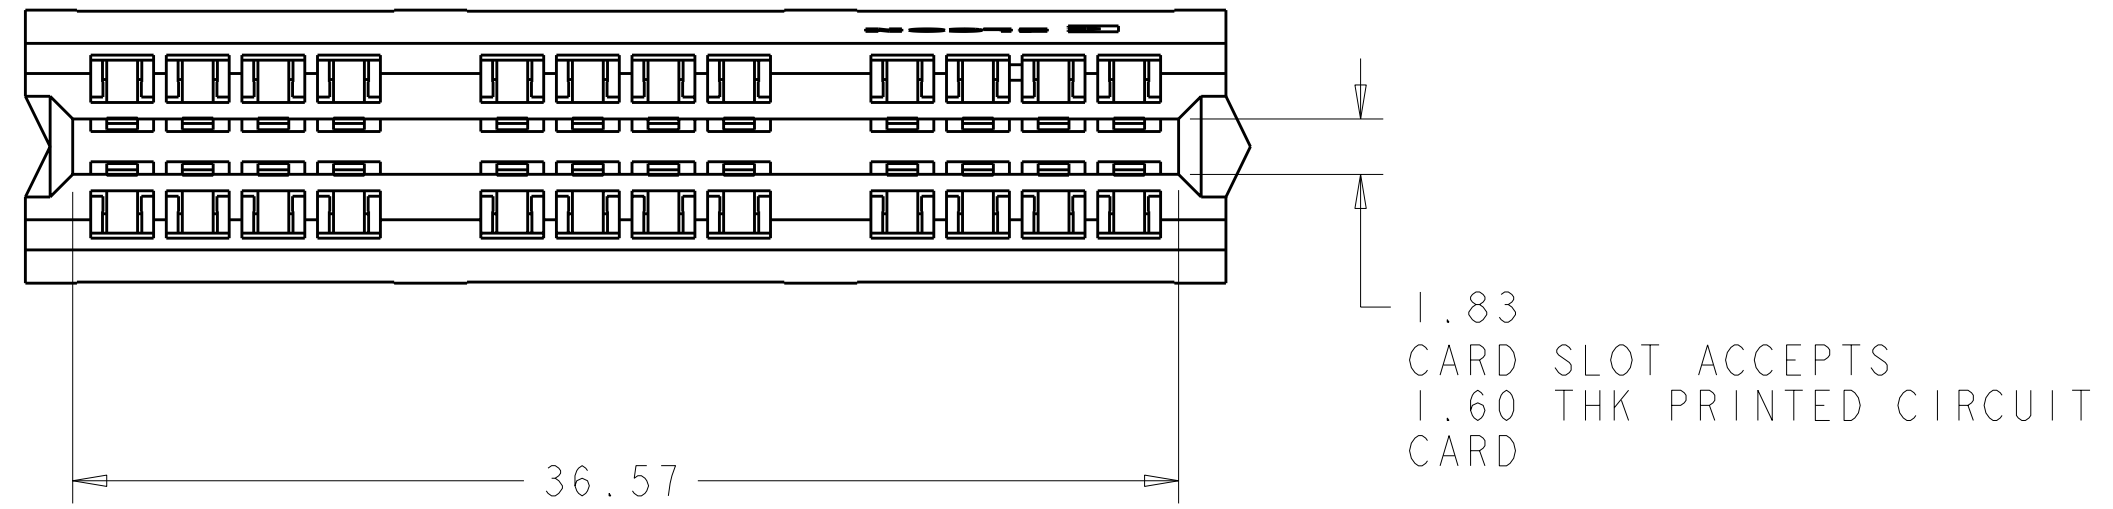 1.83
CARD SLOT ACCEPTS
1.60 THK PRINTED CIRCUIT
CARD
36.57